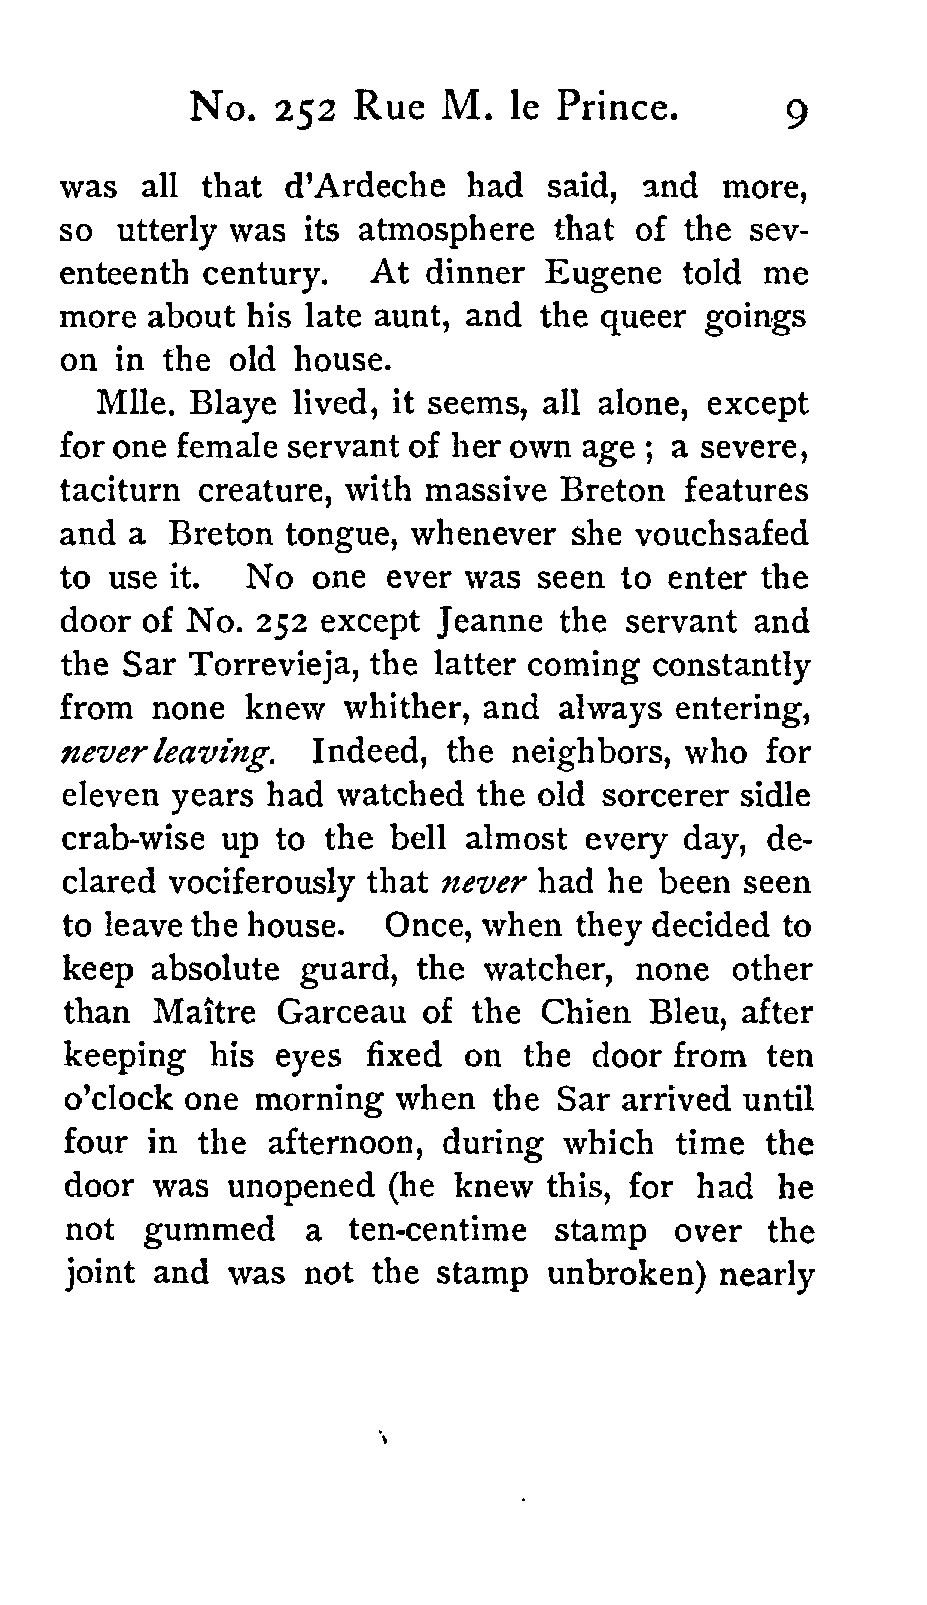 No. 252 Rue M. le Prince. 9
was all that d'Ardeche had said, and more,
so utterly was its atmosphere that of the sev-
enteenth century. At dinner Eugene told me
more about his late aunt, and the queer goings
on in the old house.
Mlle. Blaye lived, it seems, all alone, except
for one female servant of her own age ; a severe,
taciturn creature, with massive Breton features
and a Breton tongue, whenever she vouchsafed
to use it. No one ever was seen to enter the
door of No. 252 except Jeanne the servant and
the Sar Torrevieja, the latter coming constantly
from none knew whither, and always entering,
never leaving. Indeed, the neighbors, who for
eleven years had watched the old sorcerer sidle
crab-wise up to the bell almost every day, de-
clared vociferously that never had he been seen
to leave the house. Once, when they decided to
keep absolute guard, the watcher, none other
than Maître Garceau of the Chien Bleu, after
keeping his eyes fixed on the door from ten
o'clock one morning when the Sar arrived until
four in the afternoon, during which time the
door was unopened (he knew this, for had he
not gummed a ten-centime stamp over the
joint and was not the stamp unbroken) nearly